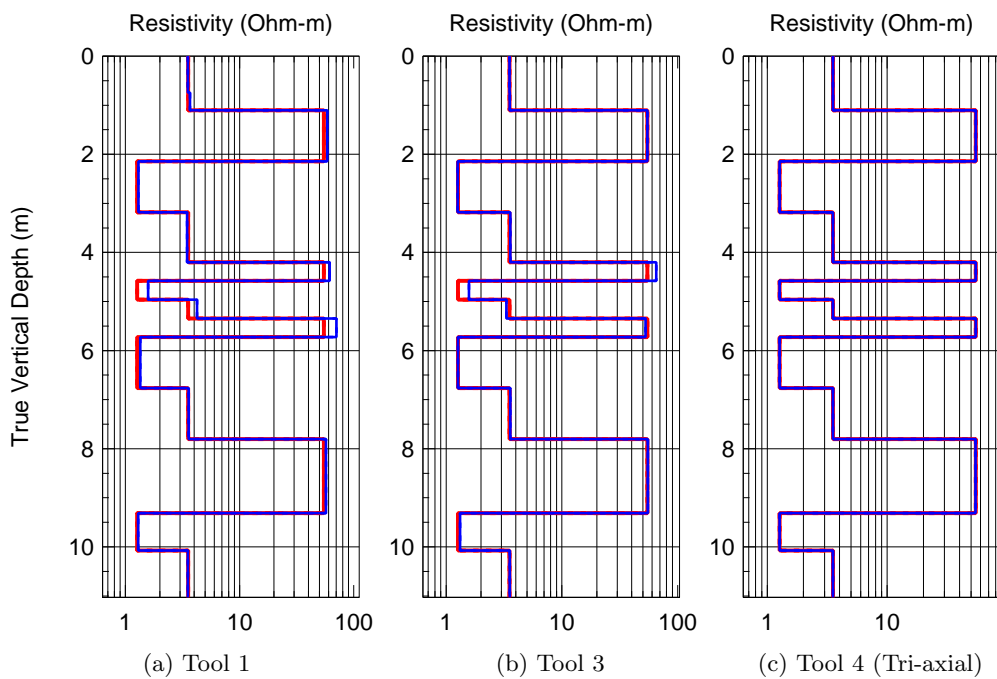 Resistivity (Ohm-m) Resistivity (Ohm-m) Resistivity (Ohm-m)
True Vertical Depth (m)
0 0 0
2 2 2
4 4 4
6 6 6
8 8 8
10 10 10
1 10 100 1 10 100 1 10
(a) Tool 1 (b) Tool 3 (c) Tool 4 (Tri-axial)